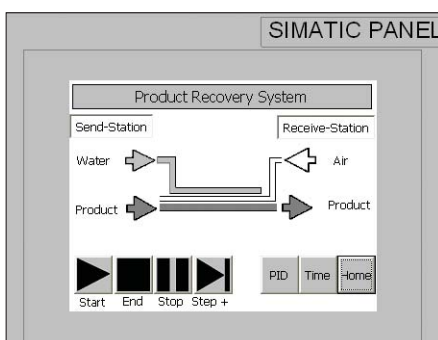 SIMATIC PANEL
Product Recovery System
Send-Station Receive-Station
Water Air
Product Product
PID Time Home
Start End Stop Step +